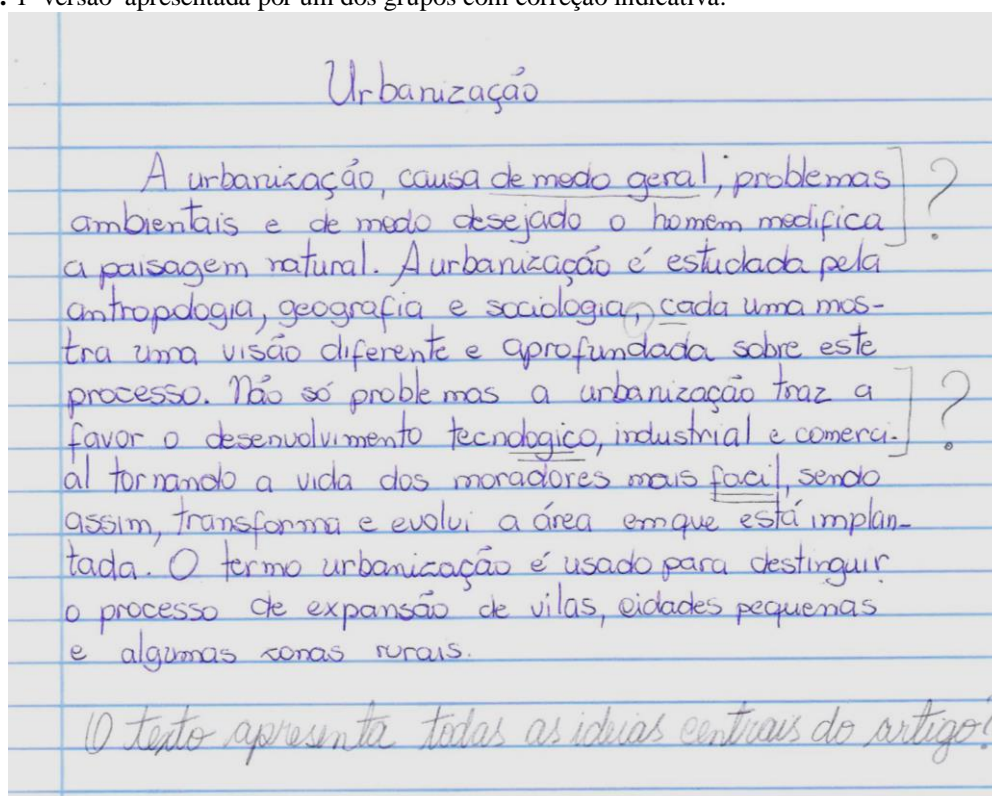 . 1ª versão apresentada por um dos grupos com correção indicativa.
Urbanização
A urbanização, causa de modo geral, problemas ] ?
ambientais e de modo desejado o homem modifica
a paisagem natural. A urbanização é estudada pela
antropologia, geografia e sociologia, cada uma mos-
tra uma visão diferente e aprofundada sobre este
processo. Não só problemas a urbanização traz a ] ?
favor o desenvolvimento tecnologico, industrial e comerci-
al tornando a vida dos moradores mais facil, sendo
assim, transforma e evolui a área em que está implan-
tada. O termo urbanização é usado para destinguir
o processo de expansão de vilas, cidades pequenas
e algumas zonas rurais.
O texto apresenta todas as ideias centrais do artigo?